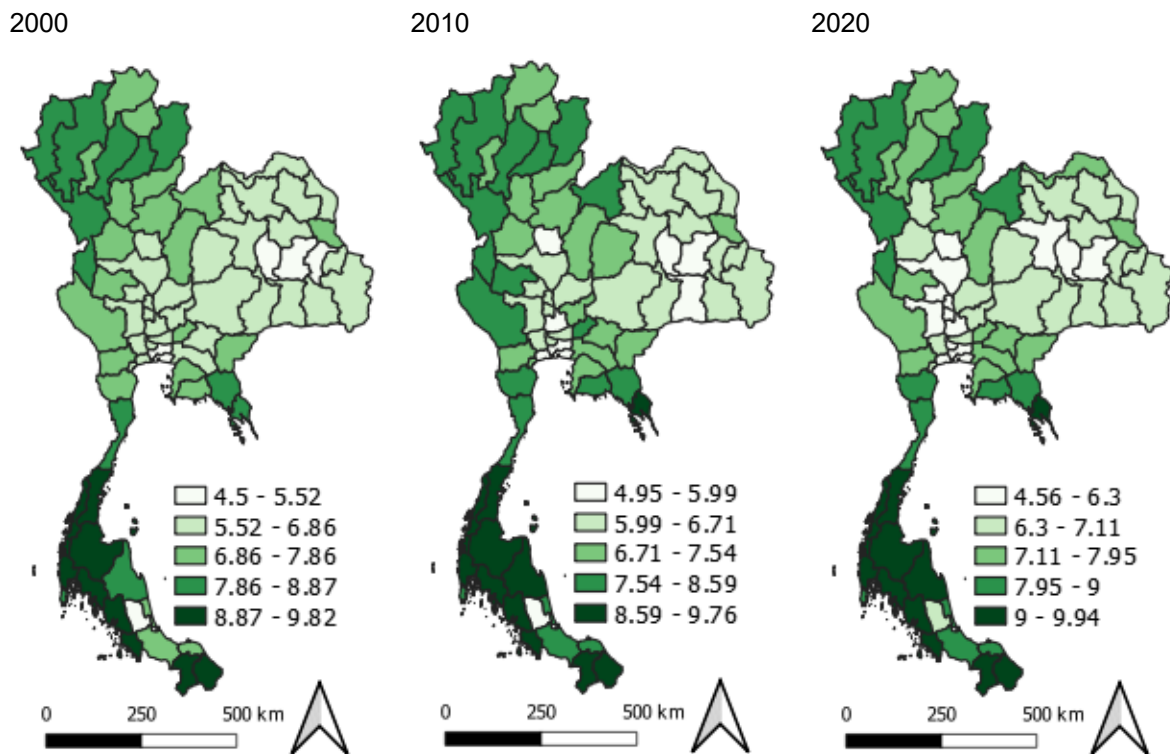 2000
2010
2020
4.5 - 5.52
5.52 - 6.86
6.86 - 7.86
7.86 - 8.87
8.87 - 9.82
0 250 500 km
4.95 - 5.99
5.99 - 6.71
6.71 - 7.54
7.54 - 8.59
8.59 - 9.76
0 250 500 km
4.56 - 6.3
6.3 - 7.11
7.11 - 7.95
7.95 - 9
9 - 9.94
0 250 500 km